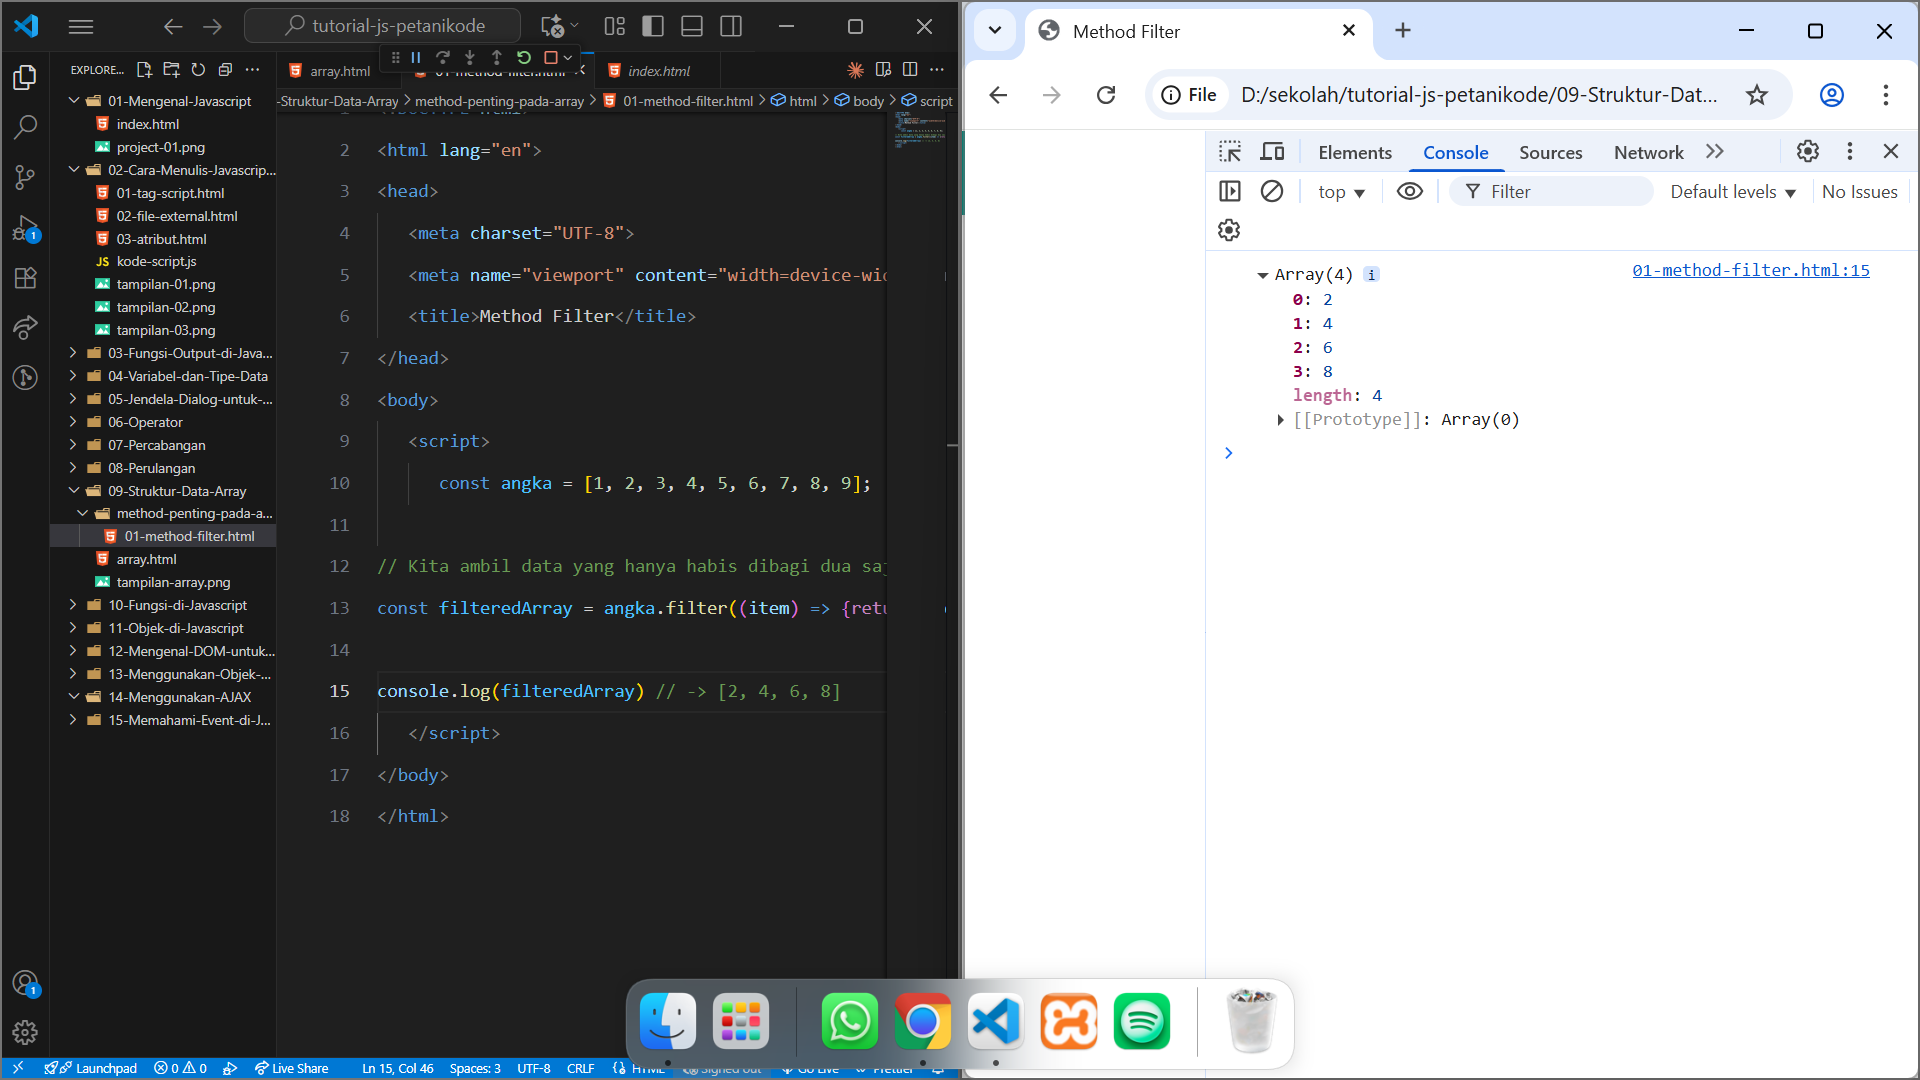 tutorial-js-petanikode
EXPLORE...
array.html
01-method-filter.html
index.html
-Struktur-Data-Array
method-penting-pada-array
01-method-filter.html
html
body
script
01-Mengenal-Javascript
index.html
project-01.png
02-Cara-Menulis-Javascrip...
01-tag-script.html
02-file-external.html
03-atribut.html
JS kode-script.js
tampilan-01.png
tampilan-02.png
tampilan-03.png
03-Fungsi-Output-di-Java...
04-Variabel-dan-Tipe-Data
05-Jendela-Dialog-untuk-...
06-Operator
07-Percabangan
08-Perulangan
09-Struktur-Data-Array
method-penting-pada-a...
01-method-filter.html
array.html
tampilan-array.png
10-Fungsi-di-Javascript
11-Objek-di-Javascript
12-Mengenal-DOM-untuk...
13-Menggunakan-Objek-...
14-Menggunakan-AJAX
15-Memahami-Event-di-J...
1
1
2 <html lang="en">
3 <head>
4 <meta charset="UTF-8">
5 <meta name="viewport" content="width=device-wid
6 <title>Method Filter</title>
7 </head>
8 <body>
9 <script>
10 const angka = [1, 2, 3, 4, 5, 6, 7, 8, 9];
11
12 // Kita ambil data yang hanya habis dibagi dua saj
13 const filteredArray = angka.filter((item) => {retu
14
15 console.log(filteredArray) // -> [2, 4, 6, 8]
16 </script>
17 </body>
18 </html>
Launchpad
0
0
Live Share
Ln 15, Col 46
Spaces: 3
UTF-8
CRLF
HTML
Signed out
Go Live
Prettier
Method Filter
File
D:/sekolah/tutorial-js-petanikode/09-Struktur-Dat...
Elements
Console
Sources
Network
top
Filter
Default levels
No Issues
Array(4) i
01-method-filter.html:15
0: 2
1: 4
2: 6
3: 8
length: 4
[[Prototype]]: Array(0)